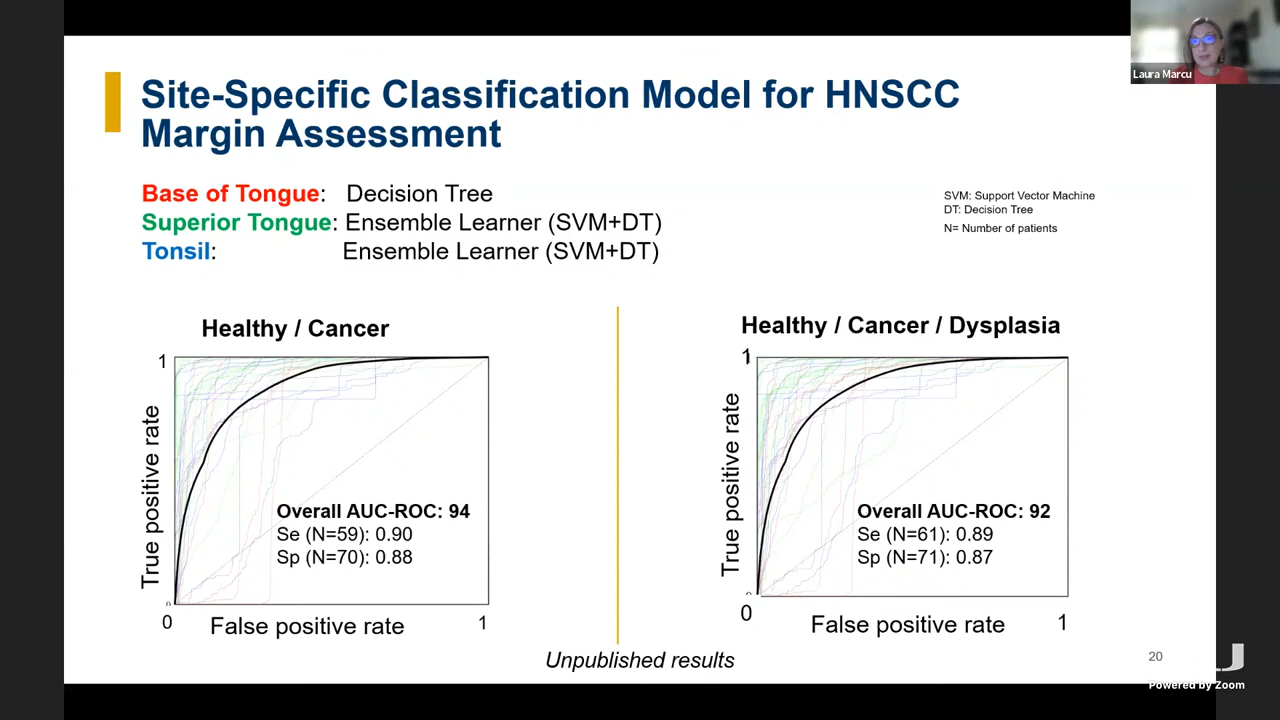 Laura Marcu
Site-Specific Classification Model for HNSCC
Margin Assessment
Base of Tongue: Decision Tree
Superior Tongue: Ensemble Learner (SVM+DT)
Tonsil: Ensemble Learner (SVM+DT)
SVM: Support Vector Machine
DT: Decision Tree
N= Number of patients
Healthy / Cancer
1
True positive rate
Overall AUC-ROC: 94
Se (N=59): 0.90
Sp (N=70): 0.88
0
0
False positive rate
1
Healthy / Cancer / Dysplasia
1
True positive rate
Overall AUC-ROC: 92
Se (N=61): 0.89
Sp (N=71): 0.87
0
0
False positive rate
1
Unpublished results
20
Powered by Zoom